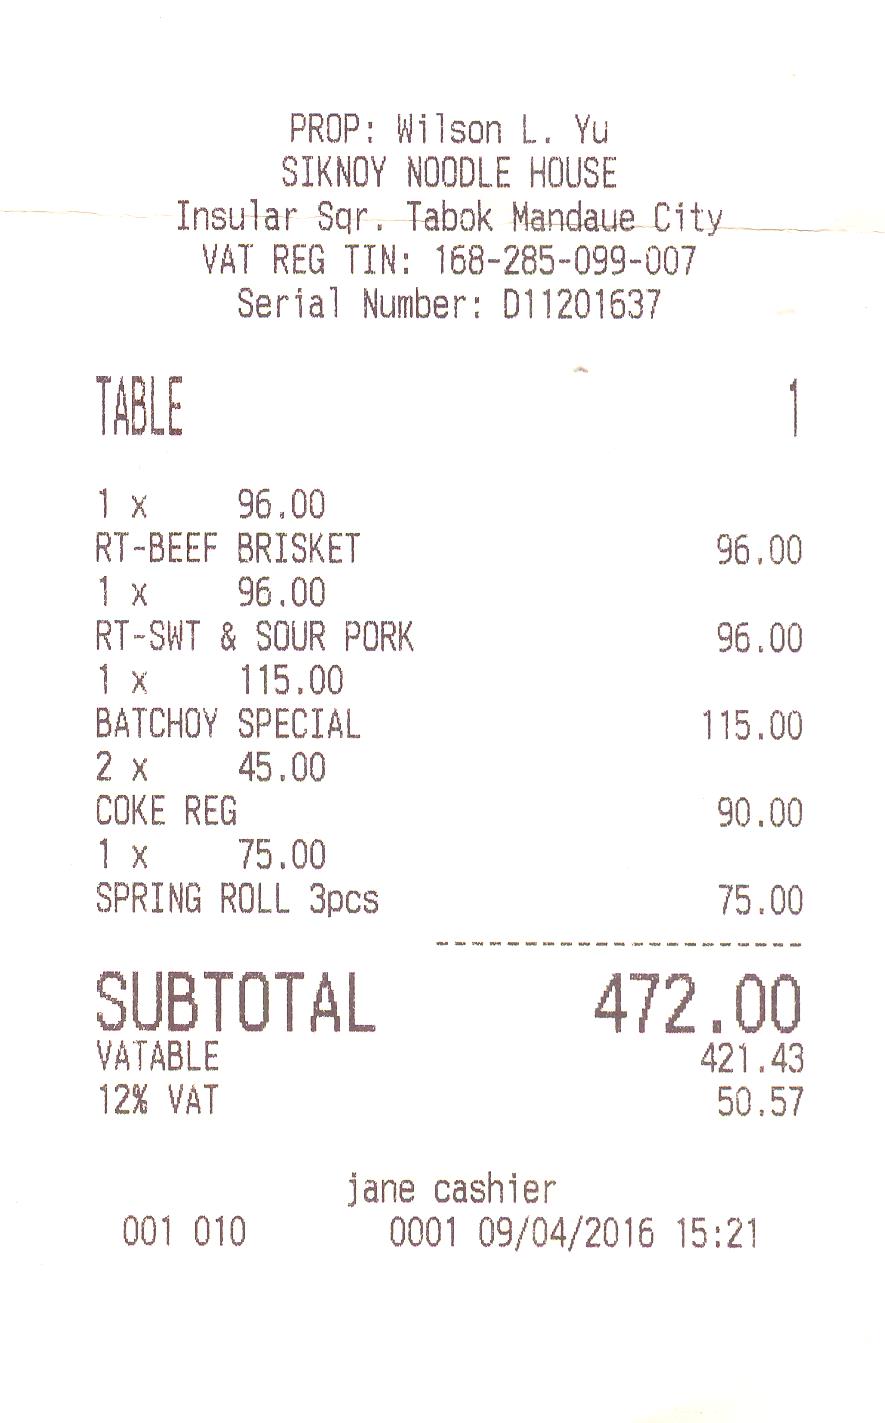 PROP: Wilson L. Yu
SIKNOY NOODLE HOUSE
Insular Sqr. Tabok Mandaue City
VAT REG TIN: 168-285-099-007
Serial Number: D11201637
TABLE 1
1 x 96.00
RT-BEEF BRISKET 96.00
1 x 96.00
RT-SWT & SOUR PORK 96.00
1 x 115.00
BATCHOY SPECIAL 115.00
2 x 45.00
COKE REG 90.00
1 x 75.00
SPRING ROLL 3pcs 75.00
SUBTOTAL 472.00
VATABLE 421.43
12% VAT 50.57
jane cashier
001 010 0001 09/04/2016 15:21